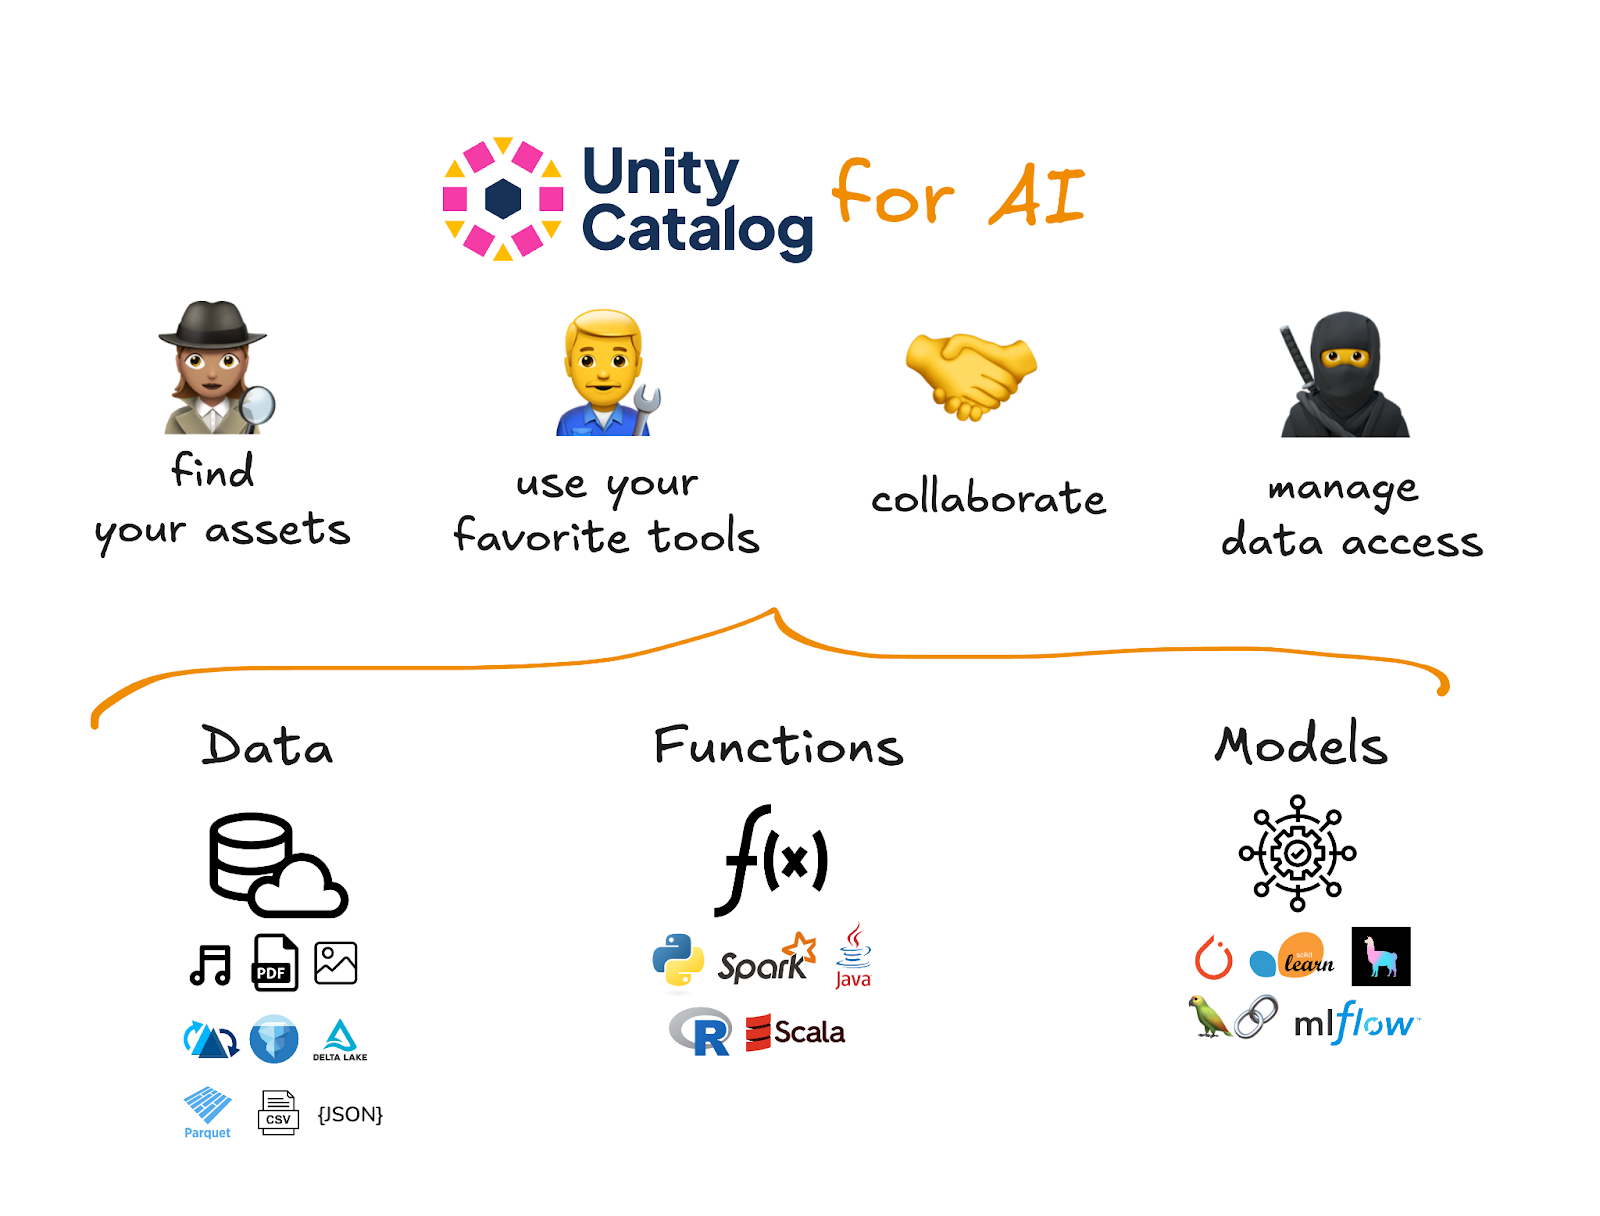 Unity
Catalog
for AI
find
your assets
use your
favorite tools
collaborate
manage
data access
Data
Functions
Models
f(x)
PDF
DELTA LAKE
Parquet
CSV
{JSON}
Spark
Java
R
Scala
scikit
learn
mlflow™